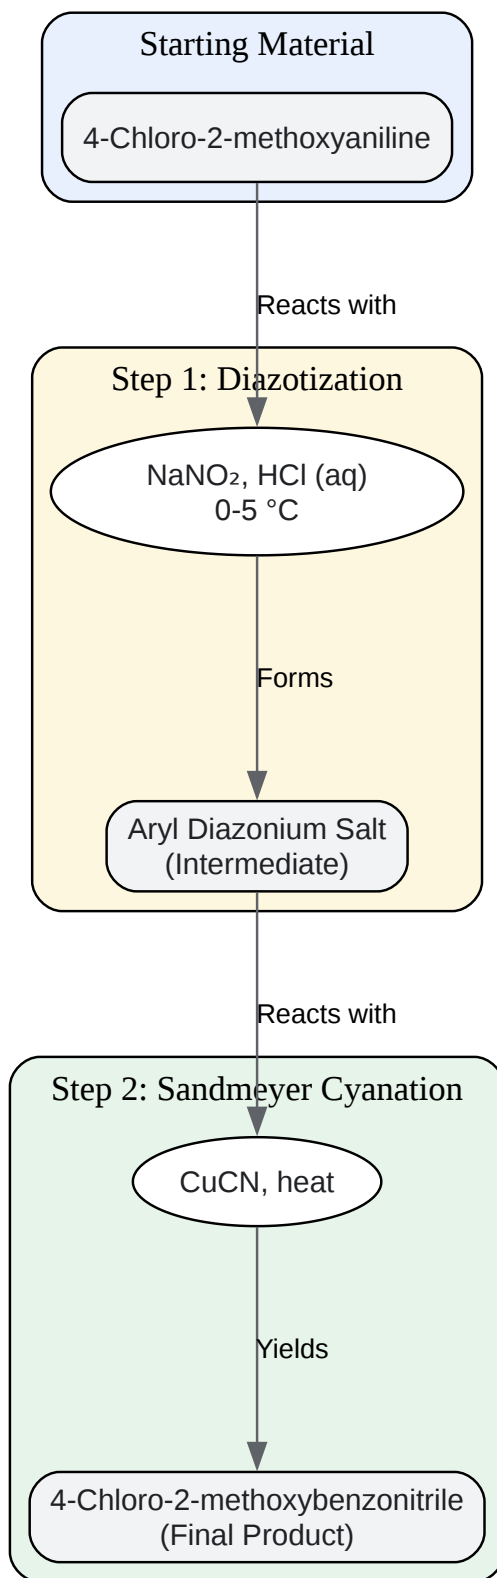 Starting Material
4-Chloro-2-methoxyaniline
Reacts with
Step 1: Diazotization
NaNO₂, HCl (aq)
0-5 °C
Forms
Aryl Diazonium Salt
(Intermediate)
Reacts with
Step 2: Sandmeyer Cyanation
CuCN, heat
Yields
4-Chloro-2-methoxybenzonitrile
(Final Product)